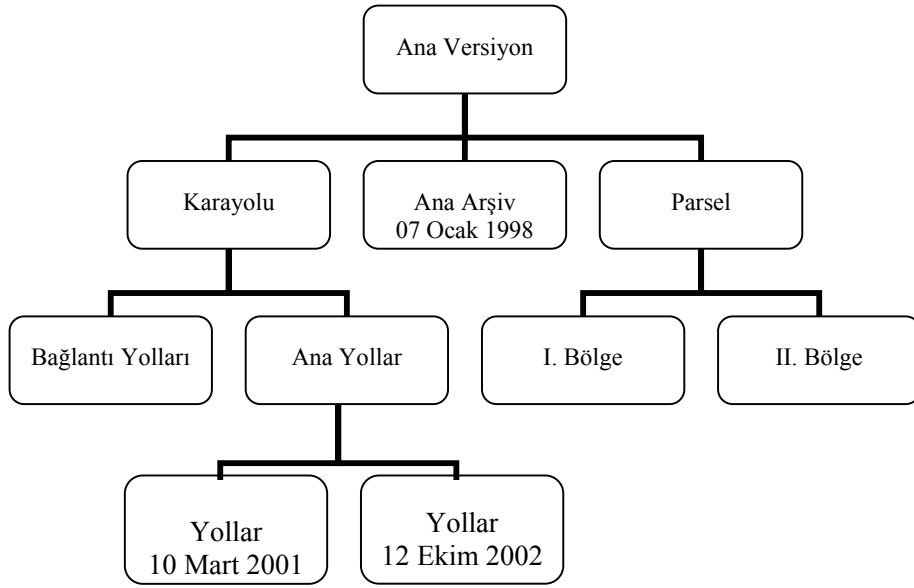 Ana Versiyon
Karayolu
Ana Arşiv
07 Ocak 1998
Parsel
Bağlantı Yolları
Ana Yollar
I. Bölge
II. Bölge
Yollar
10 Mart 2001
Yollar
12 Ekim 2002